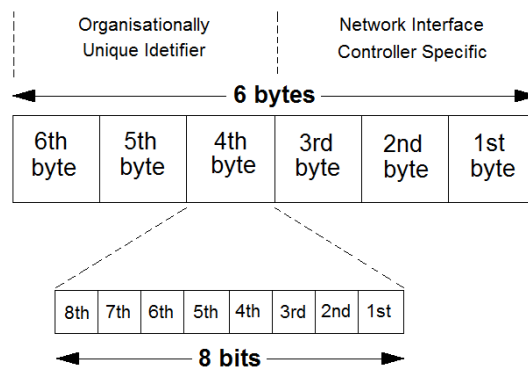 Organisationally
Unique Idetifier
Network Interface
Controller Specific
6 bytes
6th
byte
5th
byte
4th
byte
3rd
byte
2nd
byte
1st
byte
8th 7th 6th 5th 4th 3rd 2nd 1st
8 bits